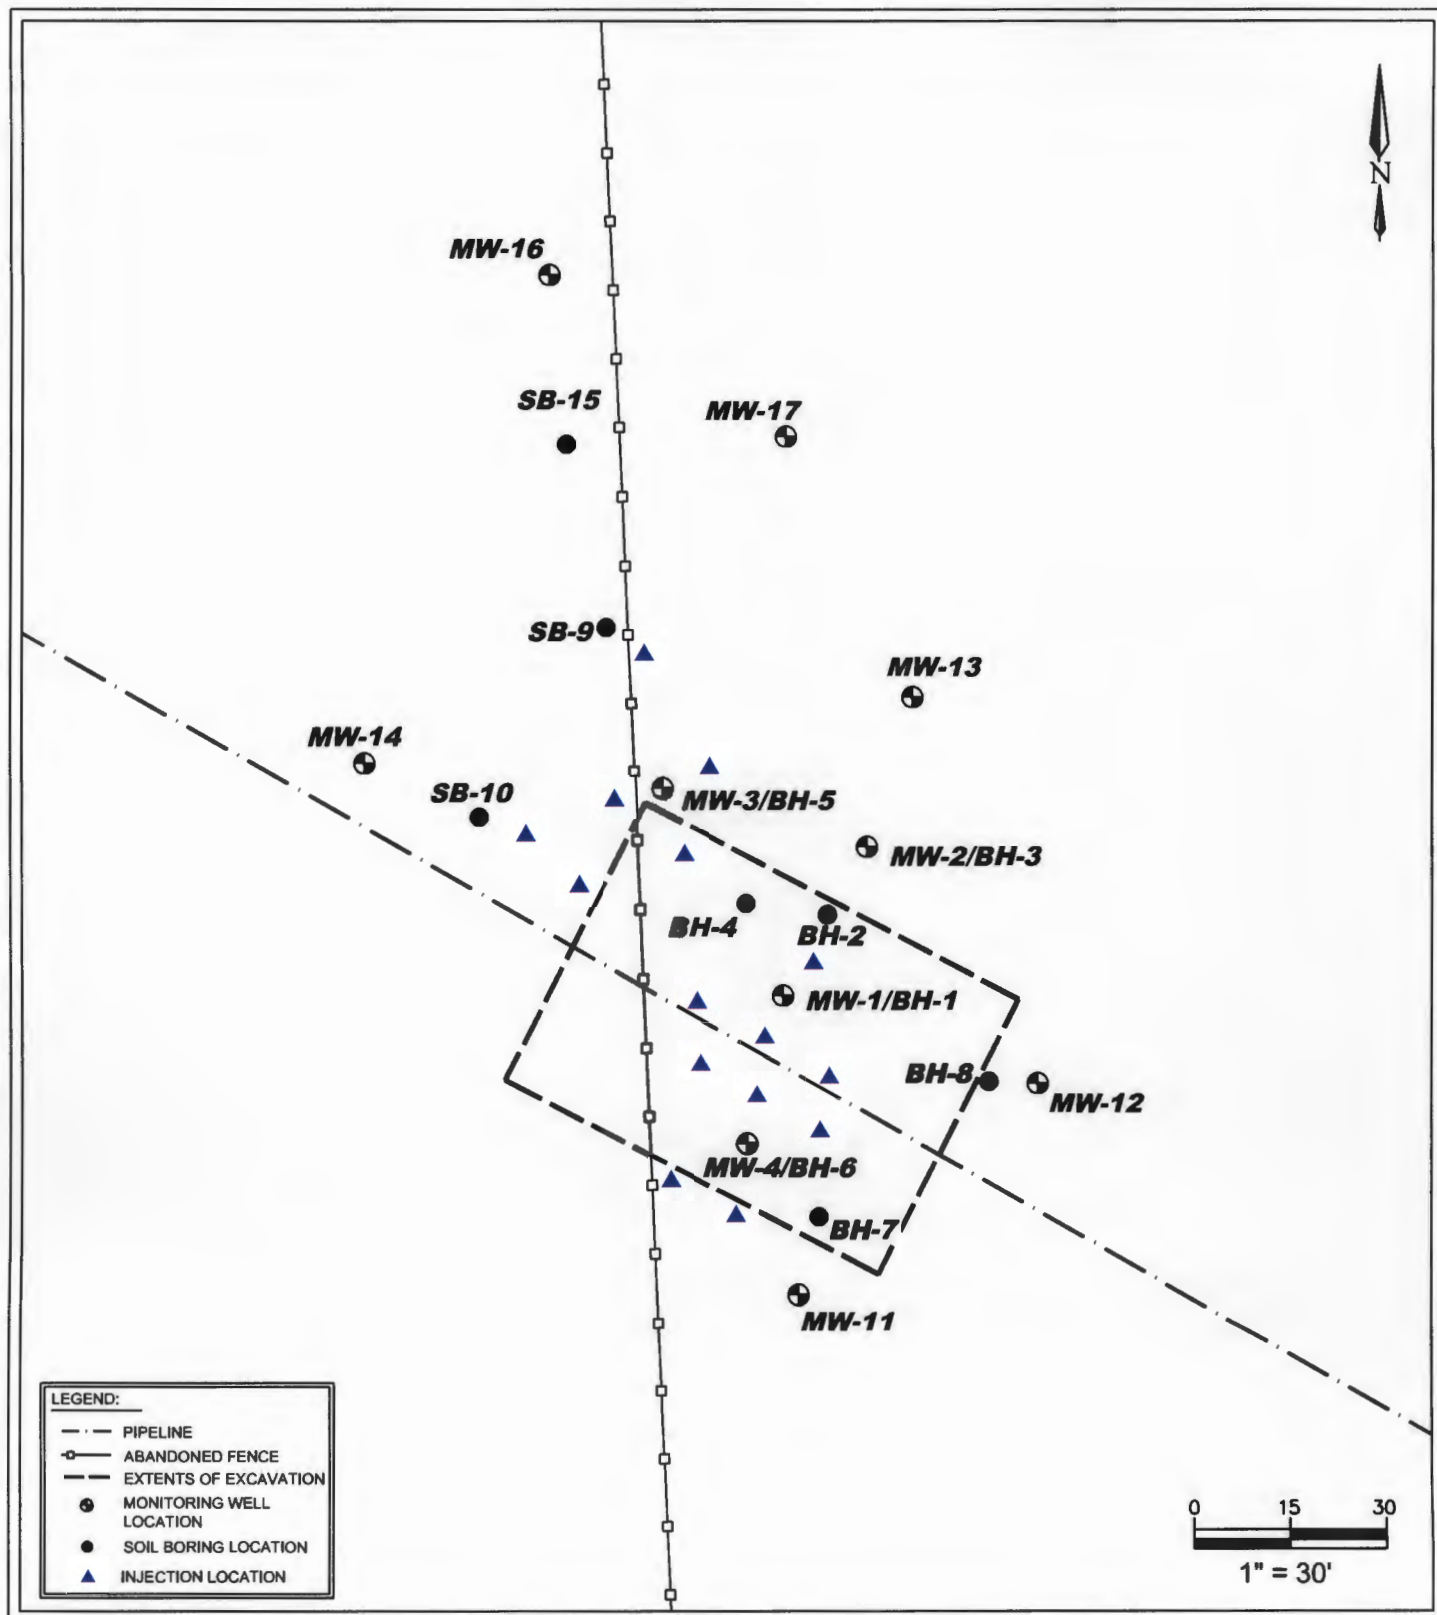 N
MW-16
SB-15
MW-17
SB-9
MW-13
MW-14
SB-10
MW-3/BH-5
MW-2/BH-3
BH-4
BH-2
MW-1/BH-1
BH-8
MW-12
MW-4/BH-6
BH-7
MW-11
LEGEND:
PIPELINE
ABANDONED FENCE
EXTENTS OF EXCAVATION
MONITORING WELL
LOCATION
SOIL BORING LOCATION
INJECTION LOCATION
0 15 30
1" = 30'